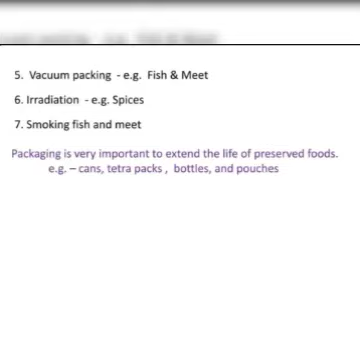 5. Vacuum packing - e.g. Fish & Meet
6. Irradiation - e.g. Spices
7. Smoking fish and meet
Packaging is very important to extend the life of preserved foods.
e.g. – cans, tetra packs , bottles, and pouches